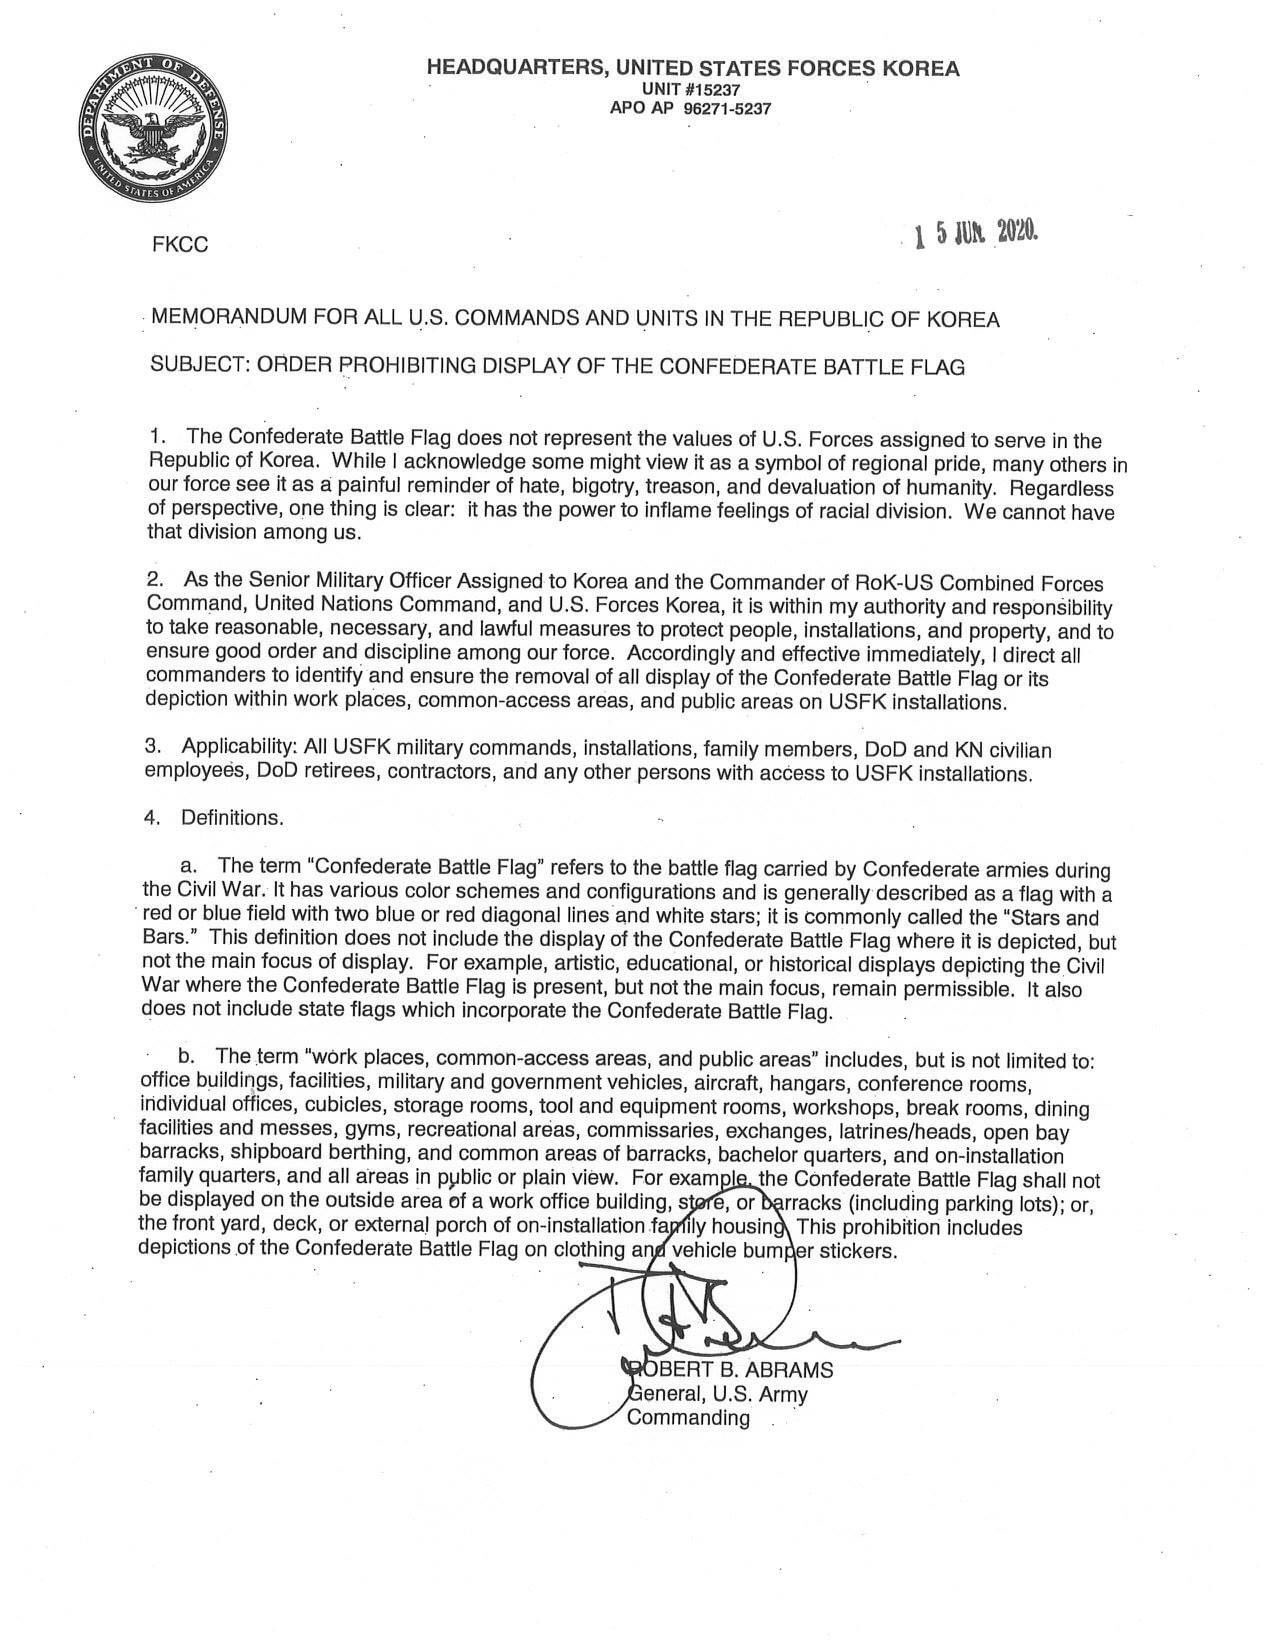 DEPARTMENT OF DEFENSE
UNITED STATES OF AMERICA
HEADQUARTERS, UNITED STATES FORCES KOREA
UNIT #15237
APO AP 96271-5237
FKCC
1 5 JUN. 2020.
MEMORANDUM FOR ALL U.S. COMMANDS AND UNITS IN THE REPUBLIC OF KOREA
SUBJECT: ORDER PROHIBITING DISPLAY OF THE CONFEDERATE BATTLE FLAG
1. The Confederate Battle Flag does not represent the values of U.S. Forces assigned to serve in the
Republic of Korea. While I acknowledge some might view it as a symbol of regional pride, many others in
our force see it as a painful reminder of hate, bigotry, treason, and devaluation of humanity. Regardless
of perspective, one thing is clear: it has the power to inflame feelings of racial division. We cannot have
that division among us.
2. As the Senior Military Officer Assigned to Korea and the Commander of RoK-US Combined Forces
Command, United Nations Command, and U.S. Forces Korea, it is within my authority and responsibility
to take reasonable, necessary, and lawful measures to protect people, installations, and property, and to
ensure good order and discipline among our force. Accordingly and effective immediately, I direct all
commanders to identify and ensure the removal of all display of the Confederate Battle Flag or its
depiction within work places, common-access areas, and public areas on USFK installations.
3. Applicability: All USFK military commands, installations, family members, DoD and KN civilian
employees, DoD retirees, contractors, and any other persons with access to USFK installations.
4. Definitions.
a. The term "Confederate Battle Flag" refers to the battle flag carried by Confederate armies during
the Civil War. It has various color schemes and configurations and is generally described as a flag with a
red or blue field with two blue or red diagonal lines and white stars; it is commonly called the "Stars and
Bars." This definition does not include the display of the Confederate Battle Flag where it is depicted, but
not the main focus of display. For example, artistic, educational, or historical displays depicting the Civil
War where the Confederate Battle Flag is present, but not the main focus, remain permissible. It also
does not include state flags which incorporate the Confederate Battle Flag.
b. The term "work places, common-access areas, and public areas" includes, but is not limited to:
office buildings, facilities, military and government vehicles, aircraft, hangars, conference rooms,
individual offices, cubicles, storage rooms, tool and equipment rooms, workshops, break rooms, dining
facilities and messes, gyms, recreational areas, commissaries, exchanges, latrines/heads, open bay
barracks, shipboard berthing, and common areas of barracks, bachelor quarters, and on-installation
family quarters, and all areas in public or plain view. For example, the Confederate Battle Flag shall not
be displayed on the outside area of a work office building, store, or barracks (including parking lots); or,
the front yard, deck, or external porch of on-installation family housing. This prohibition includes
depictions of the Confederate Battle Flag on clothing and vehicle bumper stickers.
ROBERT B. ABRAMS
General, U.S. Army
Commanding